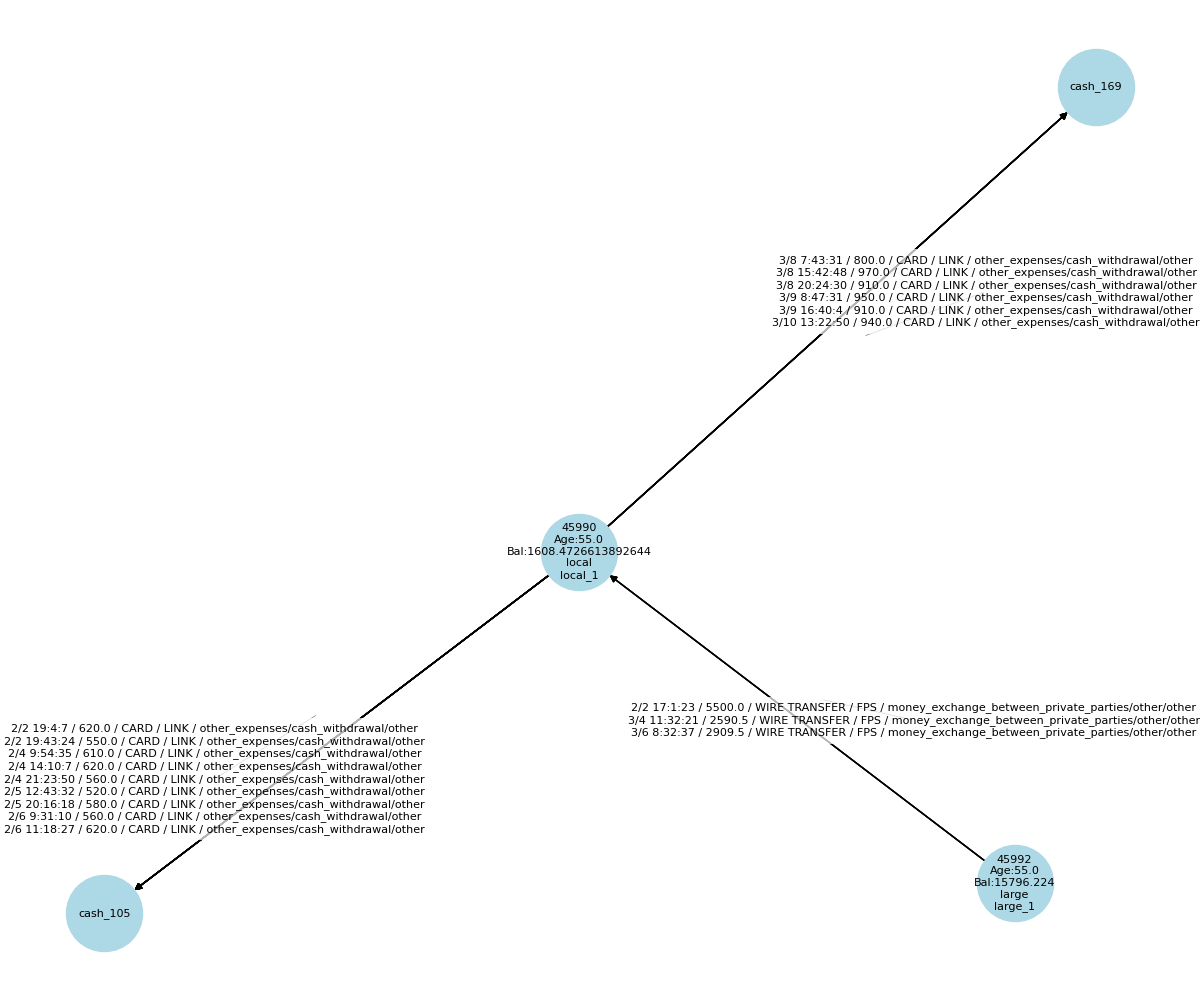 cash_169
3/8 7:43:31 / 800.0 / CARD / LINK / other_expenses/cash_withdrawal/other
3/8 15:42:48 / 970.0 / CARD / LINK / other_expenses/cash_withdrawal/other
3/8 20:24:30 / 910.0 / CARD / LINK / other_expenses/cash_withdrawal/other
3/9 8:47:31 / 950.0 / CARD / LINK / other_expenses/cash_withdrawal/other
3/9 16:40:4 / 910.0 / CARD / LINK / other_expenses/cash_withdrawal/other
3/10 13:22:50 / 940.0 / CARD / LINK / other_expenses/cash_withdrawal/other
45990
Age:55.0
Bal:1608.4726613892644
local
local_1
2/2 17:1:23 / 5500.0 / WIRE TRANSFER / FPS / money_exchange_between_private_parties/other/other
3/4 11:32:21 / 2590.5 / WIRE TRANSFER / FPS / money_exchange_between_private_parties/other/other
3/6 8:32:37 / 2909.5 / WIRE TRANSFER / FPS / money_exchange_between_private_parties/other/other
2/2 19:4:7 / 620.0 / CARD / LINK / other_expenses/cash_withdrawal/other
2/2 19:43:24 / 550.0 / CARD / LINK / other_expenses/cash_withdrawal/other
2/4 9:54:35 / 610.0 / CARD / LINK / other_expenses/cash_withdrawal/other
2/4 14:10:7 / 620.0 / CARD / LINK / other_expenses/cash_withdrawal/other
2/4 21:23:50 / 560.0 / CARD / LINK / other_expenses/cash_withdrawal/other
2/5 12:43:32 / 520.0 / CARD / LINK / other_expenses/cash_withdrawal/other
2/5 20:16:18 / 580.0 / CARD / LINK / other_expenses/cash_withdrawal/other
2/6 9:31:10 / 560.0 / CARD / LINK / other_expenses/cash_withdrawal/other
2/6 11:18:27 / 620.0 / CARD / LINK / other_expenses/cash_withdrawal/other
45992
Age:55.0
Bal:15796.224
large
large_1
cash_105